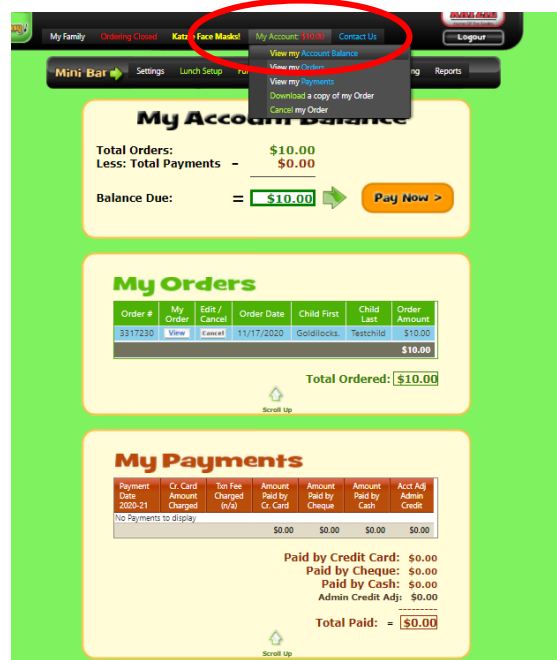 KATZIE
My Family Ordering Closed Katzie Face Masks! My Account: $10.00 Contact Us Logout
View my Account Balance
View my Orders
View my Payments
Download a copy of my Order
Cancel my Order
Mini Bar Settings Lunch Setup Reports
My Account Balance
Total Orders: $10.00
Less: Total Payments - $0.00
Balance Due: = $10.00 Pay Now >
My Orders
Order # My Order Edit / Cancel Order Date Child First Child Last Order Amount
3317230 View Cancel 11/17/2020 Goldilocks. Testchild $10.00
$10.00
Total Ordered: $10.00
Scroll Up
My Payments
Payment Date 2020-21 Cr. Card Amount Charged Txn Fee Charged (n/a) Amount Paid by Cr. Card Amount Paid by Cheque Amount Paid by Cash Acct Adj Admin Credit
No Payments to display
$0.00 $0.00 $0.00 $0.00
Paid by Credit Card: $0.00
Paid by Cheque: $0.00
Paid by Cash: $0.00
Admin Credit Adj: $0.00
---------
Total Paid: = $0.00
Scroll Up